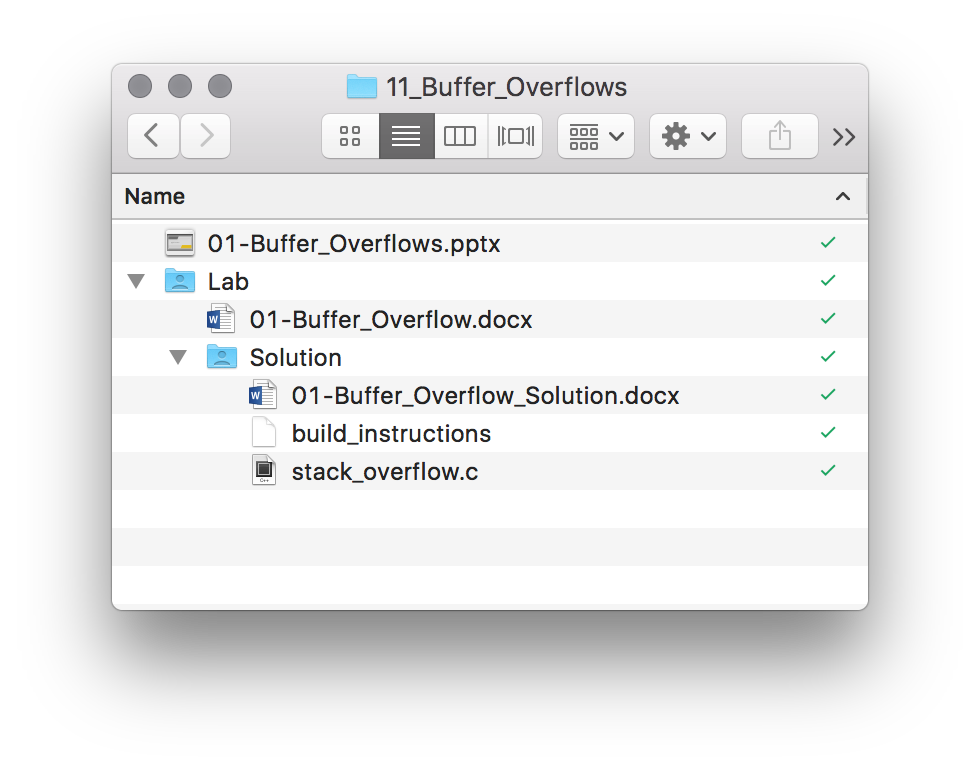 11_Buffer_Overflows
Name
01-Buffer_Overflows.pptx
Lab
W 01-Buffer_Overflow.docx
Solution
W 01-Buffer_Overflow_Solution.docx
build_instructions
C++ stack_overflow.c